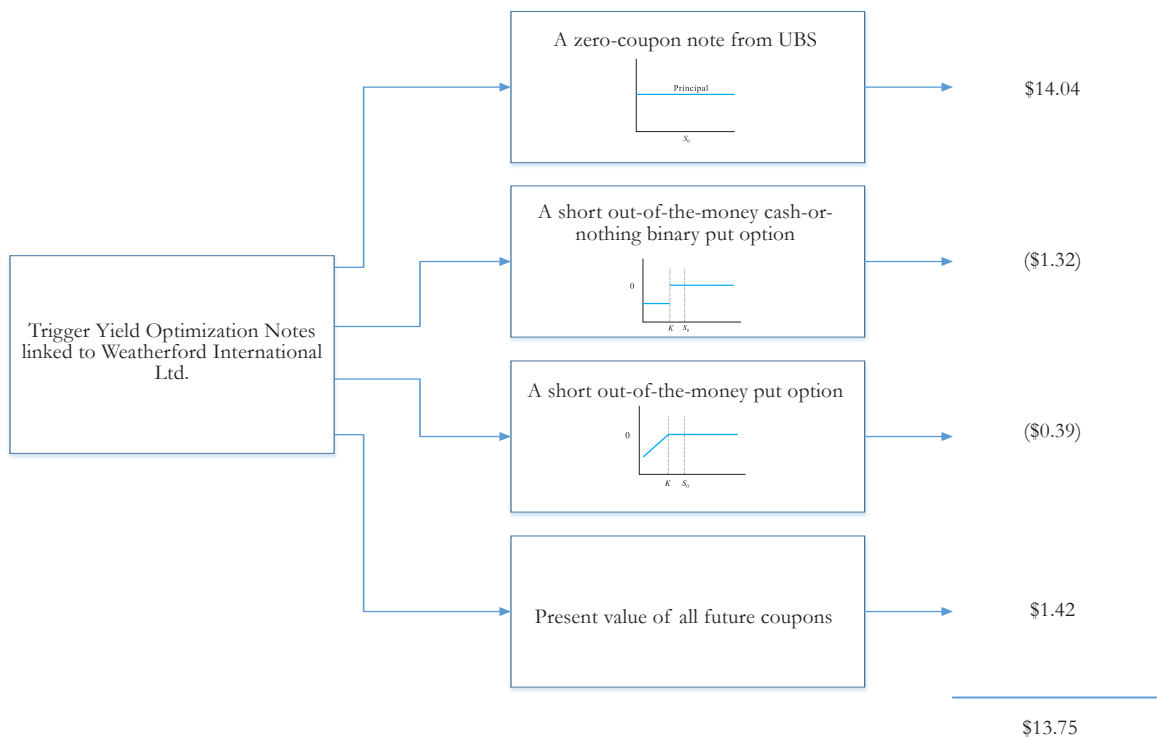 A zero-coupon note from UBS
Principal
S₀
$14.04
A short out-of-the-money cash-or-
nothing binary put option
0
K
S₀
($1.32)
Trigger Yield Optimization Notes
linked to Weatherford International
Ltd.
A short out-of-the-money put option
0
K
S₀
($0.39)
Present value of all future coupons
$1.42
$13.75